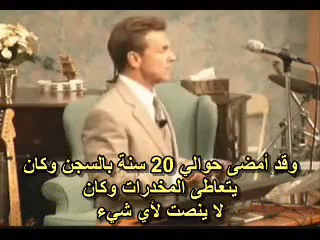 وقد أمضى حوالي 20 سنة بالسجن وكان
يتعاطى المخدرات وكان
لا ينصت لأي شيء